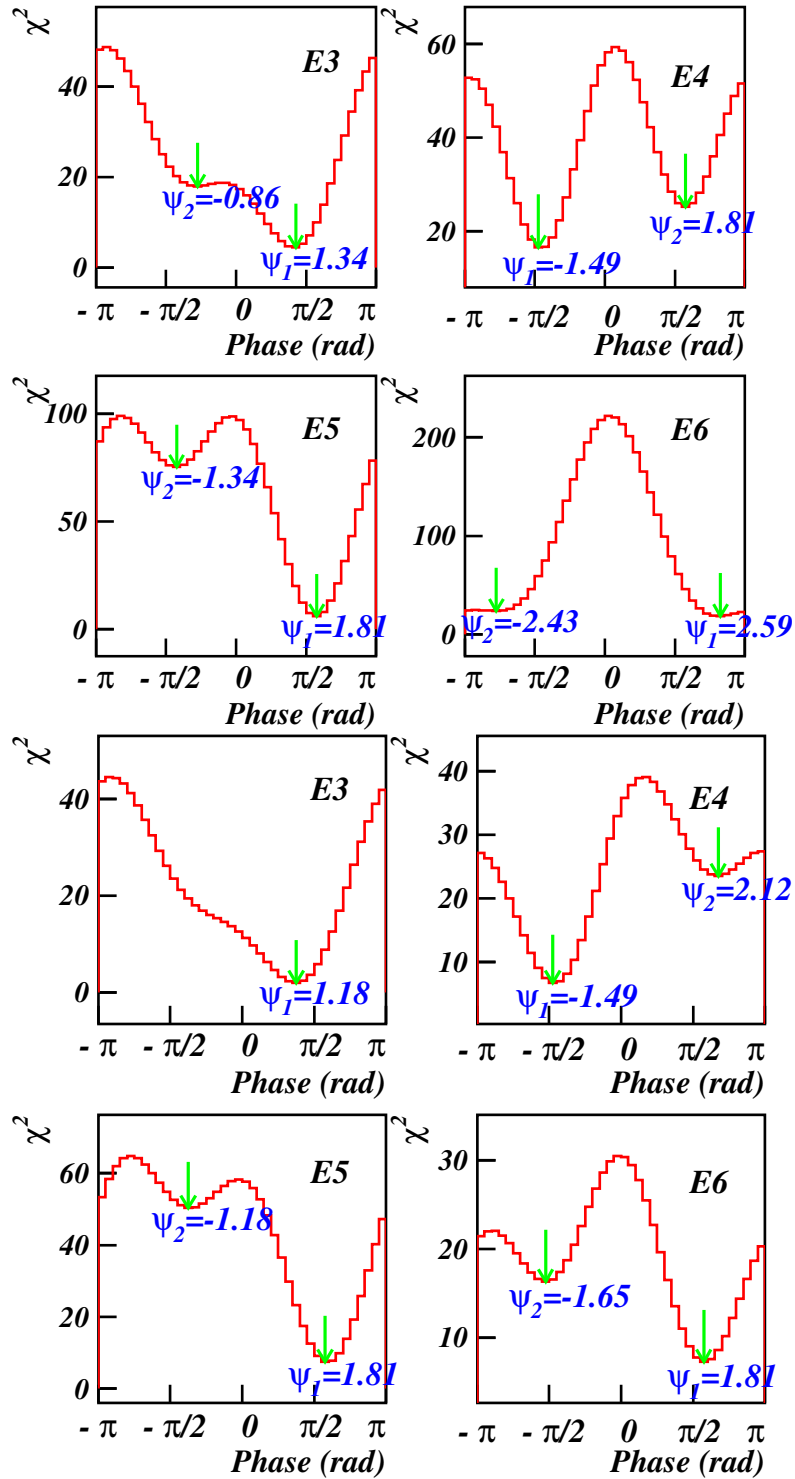 χ²
E3
40
20
0
ψ₂=-0.86
ψ₁=1.34
- π - π/2 0 π/2 π
Phase (rad)
χ²
E4
60
40
20
ψ₁=-1.49
ψ₂=1.81
- π - π/2 0 π/2 π
Phase (rad)
χ²
E5
100
50
0
ψ₂=-1.34
ψ₁=1.81
- π - π/2 0 π/2 π
Phase (rad)
χ²
E6
200
100
0
ψ₂=-2.43
ψ₁=2.59
- π - π/2 0 π/2 π
Phase (rad)
χ²
E3
40
20
0
ψ₁=1.18
- π - π/2 0 π/2 π
Phase (rad)
χ²
E4
40
30
20
10
ψ₁=-1.49
ψ₂=2.12
- π - π/2 0 π/2 π
Phase (rad)
χ²
E5
60
40
20
0
ψ₂=-1.18
ψ₁=1.81
- π - π/2 0 π/2 π
Phase (rad)
χ²
E6
30
20
10
ψ₂=-1.65
ψ₁=1.81
- π - π/2 0 π/2 π
Phase (rad)